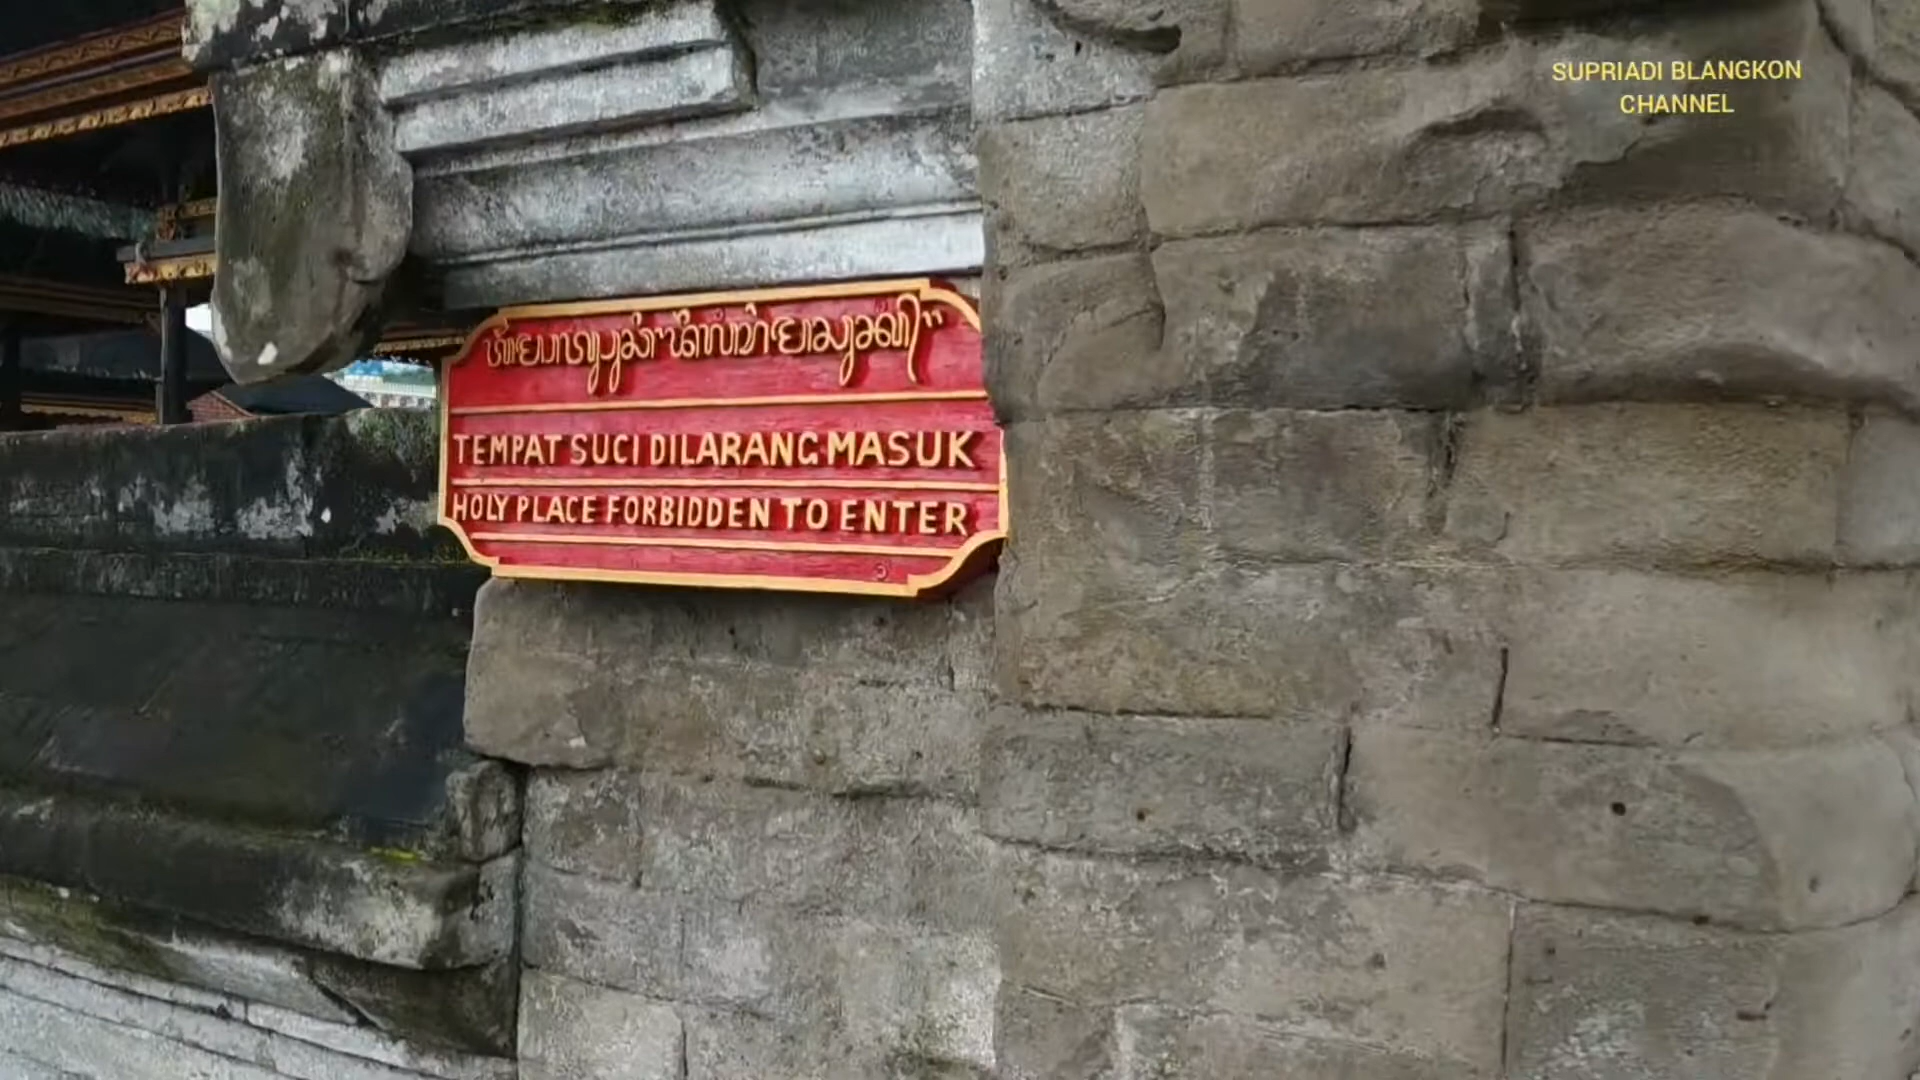 SUPRIADI BLANGKON
CHANNEL
TEMPAT SUCI DILARANG MASUK
HOLY PLACE FORBIDDEN TO ENTER